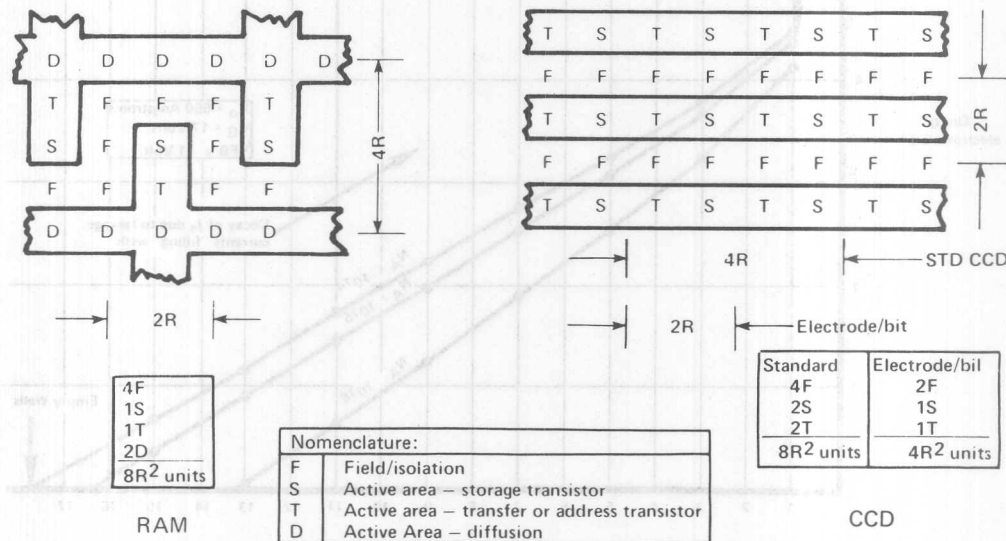 D D D D D D
T F F F T
S F S F S
F F T F F
D D D D D
4R
2R
4F
1S
1T
2D
8R² units
RAM
T S T S T S T S
F F F F F F F F
T S T S T S T S
F F F F F F F F
T S T S T S T S
2R
4R
STD CCD
2R
Electrode/bit
Standard Electrode/bil
4F 2F
2S 1S
2T 1T
8R² units 4R² units
CCD
Nomenclature:
F Field/isolation
S Active area – storage transistor
T Active area – transfer or address transistor
D Active Area – diffusion